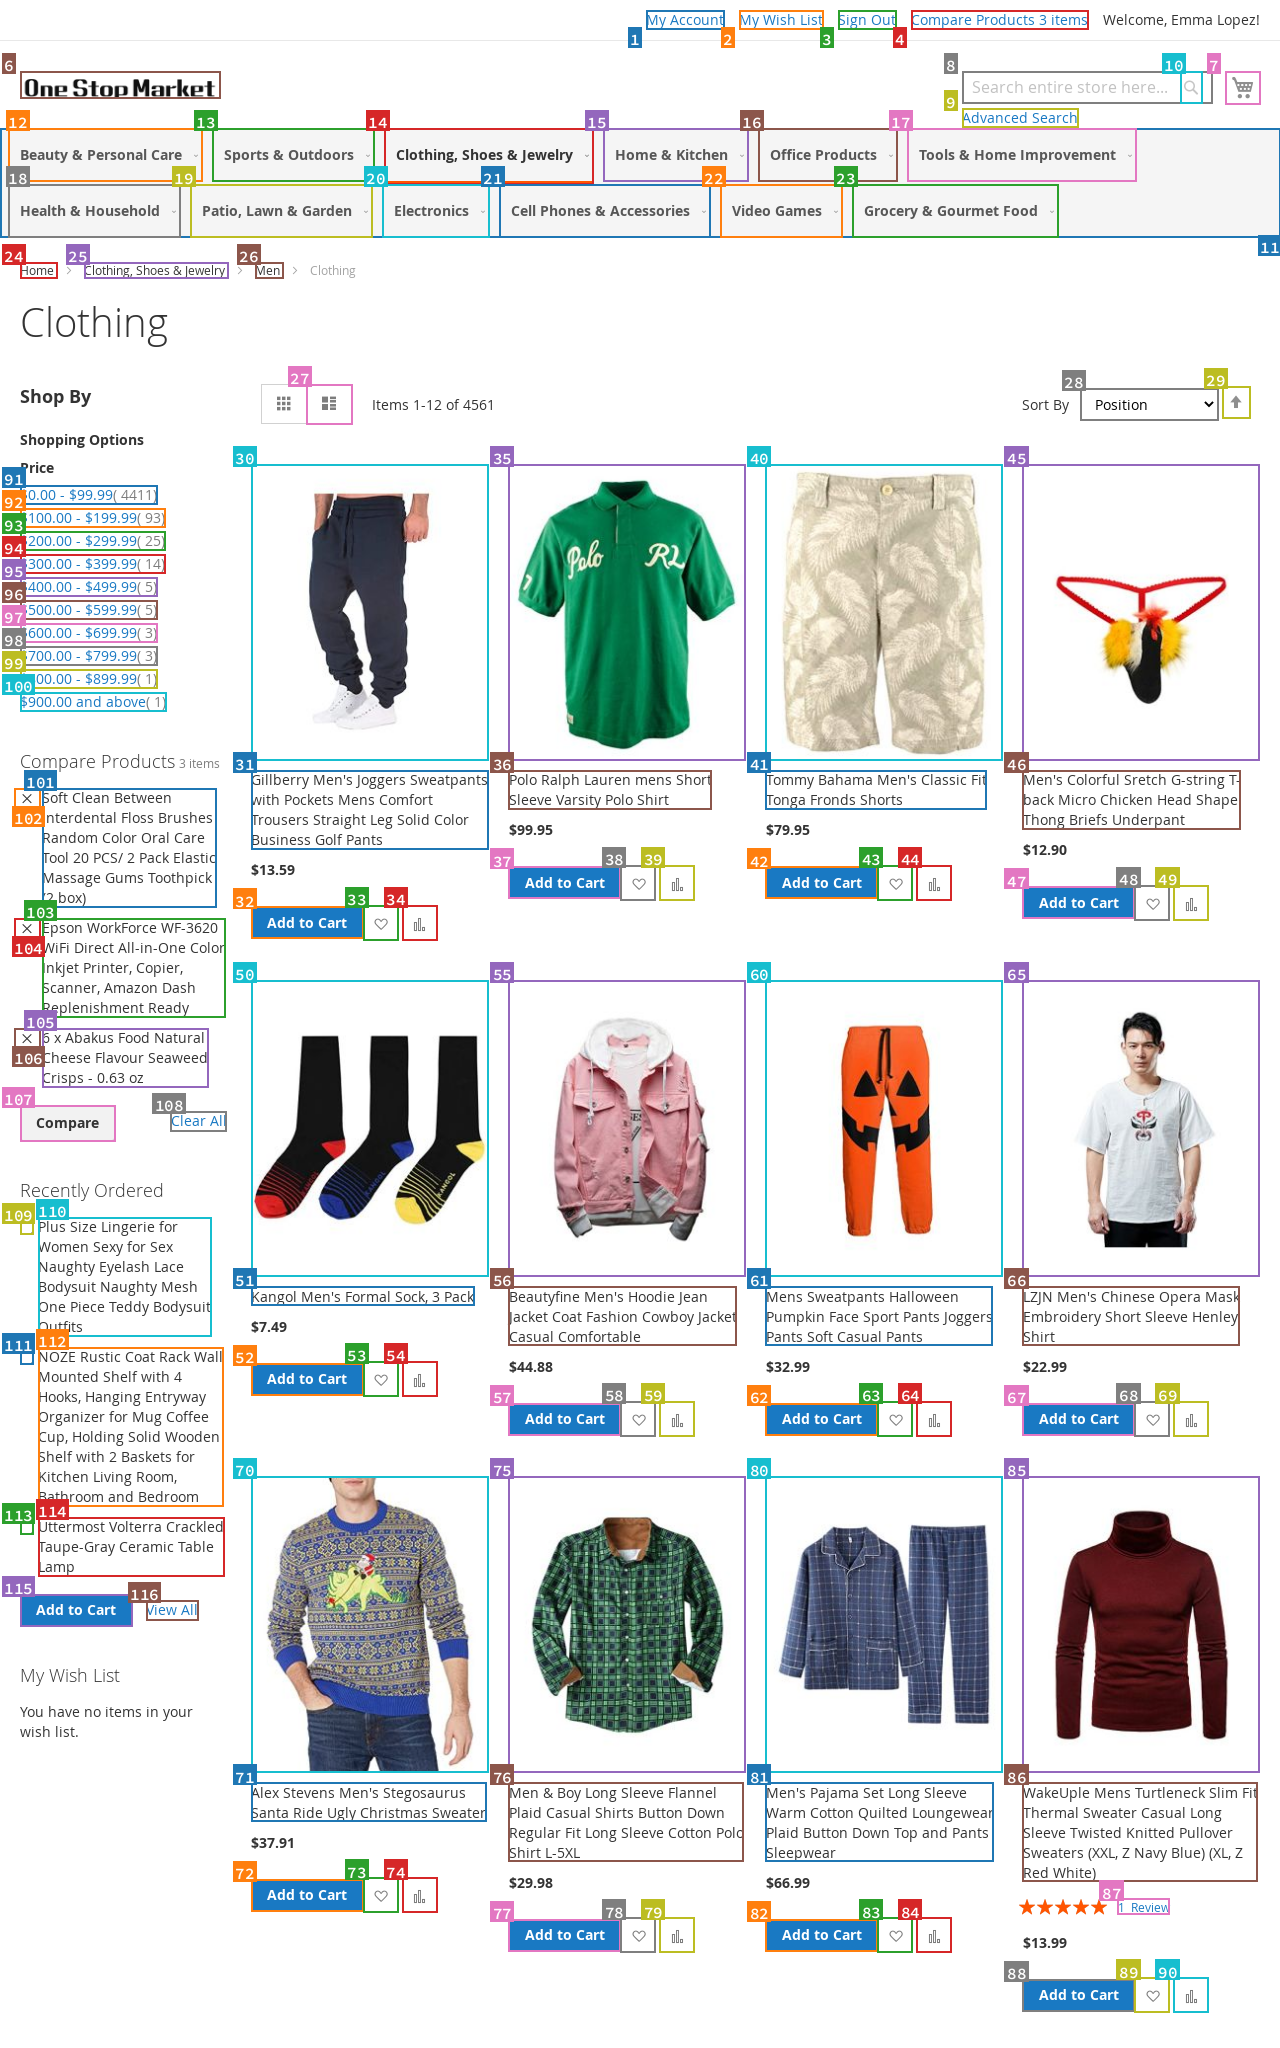 My Account
My Wish List
Sign Out
Compare Products 3 items
Welcome, Emma Lopez!
1
2
3
4
6
One Stop Market
8
10
7
Search entire store here...
9
Advanced Search
12
13
14
15
16
17
Beauty & Personal Care
Sports & Outdoors
Clothing, Shoes & Jewelry
Home & Kitchen
Office Products
Tools & Home Improvement
18
19
20
21
22
23
Health & Household
Patio, Lawn & Garden
Electronics
Cell Phones & Accessories
Video Games
Grocery & Gourmet Food
11
24
25
26
Home
Clothing, Shoes & Jewelry
Men
Clothing
Clothing
Shop By
27
Items 1-12 of 4561
28
29
Sort By
Position
Shopping Options
Price
91
$0.00 - $99.99( 4411)
92
$100.00 - $199.99( 93)
93
$200.00 - $299.99( 25)
94
$300.00 - $399.99( 14)
95
$400.00 - $499.99( 5)
96
$500.00 - $599.99( 5)
97
$600.00 - $699.99( 3)
98
$700.00 - $799.99( 3)
99
$800.00 - $899.99( 1)
100
$900.00 and above( 1)
Compare Products 3 items
101
102
Soft Clean Between
Interdental Floss Brushes
Random Color Oral Care
Tool 20 PCS/ 2 Pack Elastic
Massage Gums Toothpick
(2 box)
103
104
Epson WorkForce WF-3620
WiFi Direct All-in-One Color
Inkjet Printer, Copier,
Scanner, Amazon Dash
Replenishment Ready
105
106
6 x Abakus Food Natural
Cheese Flavour Seaweed
Crisps - 0.63 oz
107
108
Compare
Clear All
Recently Ordered
109
110
Plus Size Lingerie for
Women Sexy for Sex
Naughty Eyelash Lace
Bodysuit Naughty Mesh
One Piece Teddy Bodysuit
Outfits
111
112
NOZE Rustic Coat Rack Wall
Mounted Shelf with 4
Hooks, Hanging Entryway
Organizer for Mug Coffee
Cup, Holding Solid Wooden
Shelf with 2 Baskets for
Kitchen Living Room,
Bathroom and Bedroom
113
114
Uttermost Volterra Crackled
Taupe-Gray Ceramic Table
Lamp
115
116
Add to Cart
View All
My Wish List
You have no items in your
wish list.
30
31
Gillberry Men's Joggers Sweatpants
with Pockets Mens Comfort
Trousers Straight Leg Solid Color
Business Golf Pants
$13.59
32
33
34
Add to Cart
35
Polo RL
7
36
Polo Ralph Lauren mens Short
Sleeve Varsity Polo Shirt
$99.95
37
38
39
Add to Cart
40
41
Tommy Bahama Men's Classic Fit
Tonga Fronds Shorts
$79.95
42
43
44
Add to Cart
45
46
Men's Colorful Sretch G-string T-
back Micro Chicken Head Shape
Thong Briefs Underpant
$12.90
47
48
49
Add to Cart
50
KANGOL
KANGOL
KANGOL
51
Kangol Men's Formal Sock, 3 Pack
$7.49
52
53
54
Add to Cart
55
56
Beautyfine Men's Hoodie Jean
Jacket Coat Fashion Cowboy Jacket
Casual Comfortable
$44.88
57
58
59
Add to Cart
60
61
Mens Sweatpants Halloween
Pumpkin Face Sport Pants Joggers
Pants Soft Casual Pants
$32.99
62
63
64
Add to Cart
65
66
LZJN Men's Chinese Opera Mask
Embroidery Short Sleeve Henley
Shirt
$22.99
67
68
69
Add to Cart
70
71
Alex Stevens Men's Stegosaurus
Santa Ride Ugly Christmas Sweater
$37.91
72
73
74
Add to Cart
75
76
Men & Boy Long Sleeve Flannel
Plaid Casual Shirts Button Down
Regular Fit Long Sleeve Cotton Polo
Shirt L-5XL
$29.98
77
78
79
Add to Cart
80
81
Men's Pajama Set Long Sleeve
Warm Cotton Quilted Loungewear
Plaid Button Down Top and Pants
Sleepwear
$66.99
82
83
84
Add to Cart
85
86
WakeUple Mens Turtleneck Slim Fit
Thermal Sweater Casual Long
Sleeve Twisted Knitted Pullover
Sweaters (XXL, Z Navy Blue) (XL, Z
Red White)
87
1 Review
$13.99
88
89
90
Add to Cart